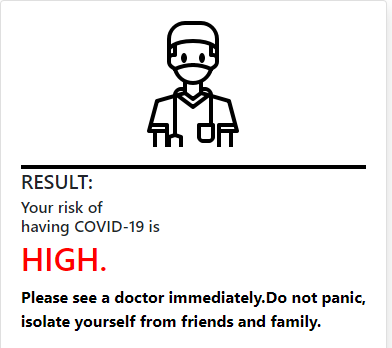 RESULT:
Your risk of
having COVID-19 is
HIGH.
Please see a doctor immediately.Do not panic,
isolate yourself from friends and family.